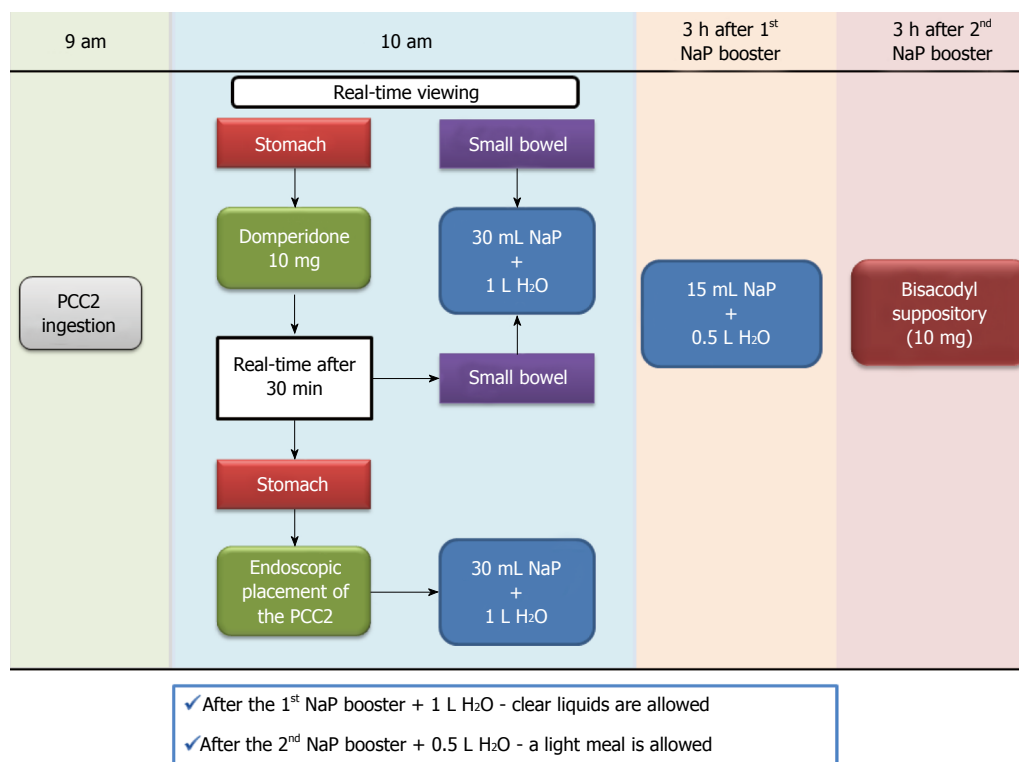 9 am
10 am
3 h after 1st
NaP booster
3 h after 2nd
NaP booster
Real-time viewing
Stomach
Small bowel
Domperidone
10 mg
30 mL NaP
+
1 L H₂O
PCC2
ingestion
15 mL NaP
+
0.5 L H₂O
Bisacodyl
suppository
(10 mg)
Real-time after
30 min
Small bowel
Stomach
Endoscopic
placement of
the PCC2
30 mL NaP
+
1 L H₂O
✓After the 1st NaP booster + 1 L H₂O - clear liquids are allowed
✓After the 2nd NaP booster + 0.5 L H₂O - a light meal is allowed